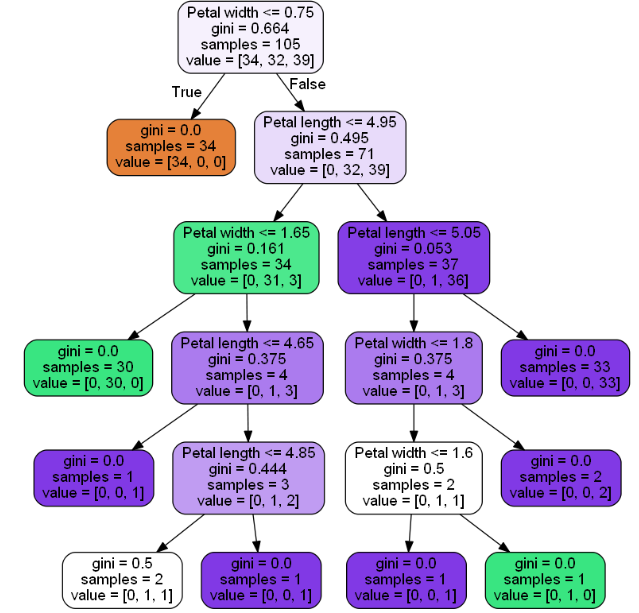 Petal width <= 0.75
gini = 0.664
samples = 105
value = [34, 32, 39]
True
False
gini = 0.0
samples = 34
value = [34, 0, 0]
Petal length <= 4.95
gini = 0.495
samples = 71
value = [0, 32, 39]
Petal width <= 1.65
gini = 0.161
samples = 34
value = [0, 31, 3]
Petal length <= 5.05
gini = 0.053
samples = 37
value = [0, 1, 36]
gini = 0.0
samples = 30
value = [0, 30, 0]
Petal length <= 4.65
gini = 0.375
samples = 4
value = [0, 1, 3]
Petal width <= 1.8
gini = 0.375
samples = 4
value = [0, 1, 3]
gini = 0.0
samples = 33
value = [0, 0, 33]
gini = 0.0
samples = 1
value = [0, 0, 1]
Petal length <= 4.85
gini = 0.444
samples = 3
value = [0, 1, 2]
Petal width <= 1.6
gini = 0.5
samples = 2
value = [0, 1, 1]
gini = 0.0
samples = 2
value = [0, 0, 2]
gini = 0.5
samples = 2
value = [0, 1, 1]
gini = 0.0
samples = 1
value = [0, 0, 1]
gini = 0.0
samples = 1
value = [0, 0, 1]
gini = 0.0
samples = 1
value = [0, 1, 0]